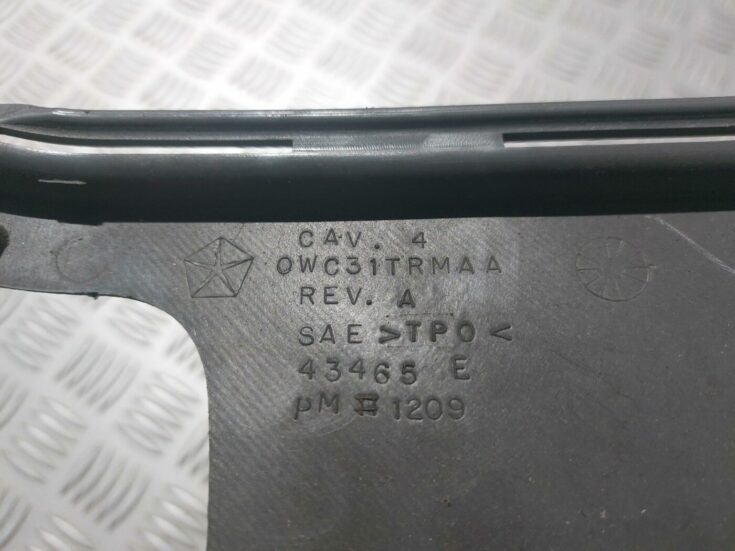 CAV. 4
0WC31TRMAA
REV. A
SAE >TPO<
43465 E
PM # 1209